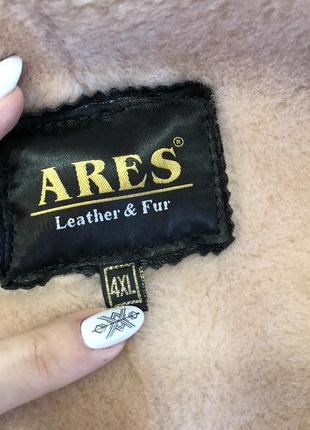 ARES®
Leather & Fur
4XL